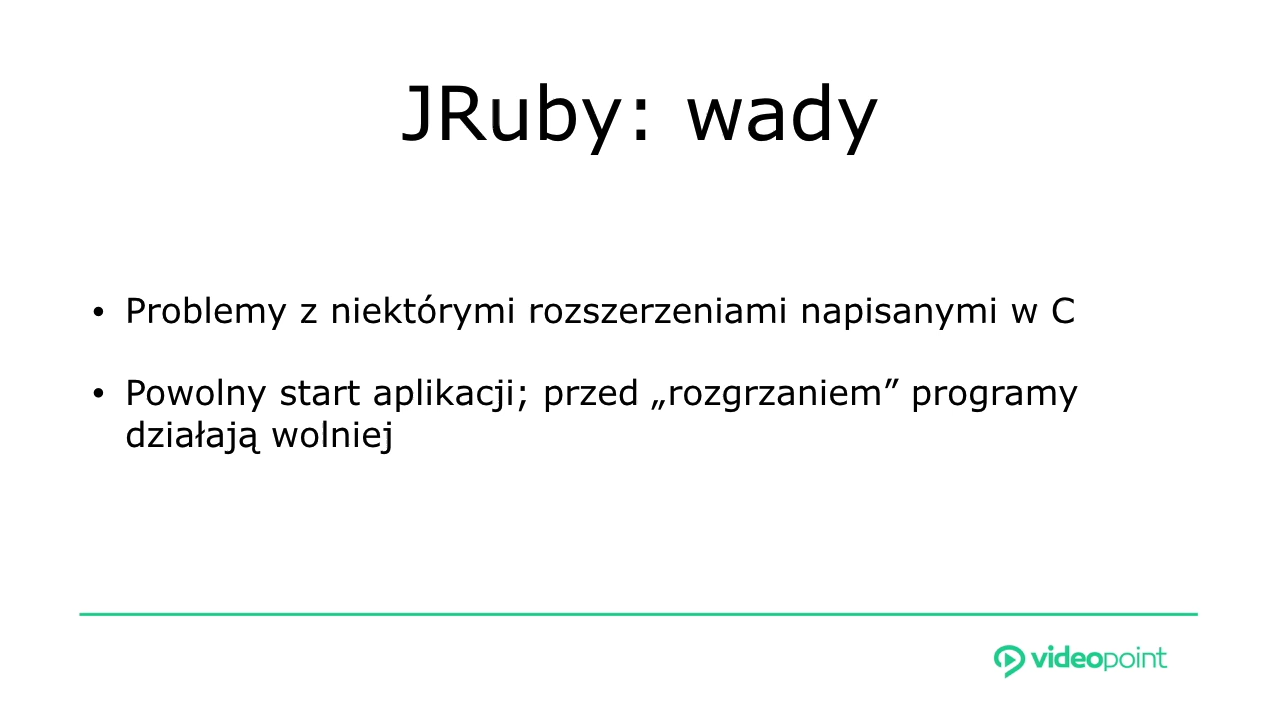 JRuby: wady
• Problemy z niektórymi rozszerzeniami napisanymi w C
• Powolny start aplikacji; przed „rozgrzaniem” programy
działają wolniej
videopoint